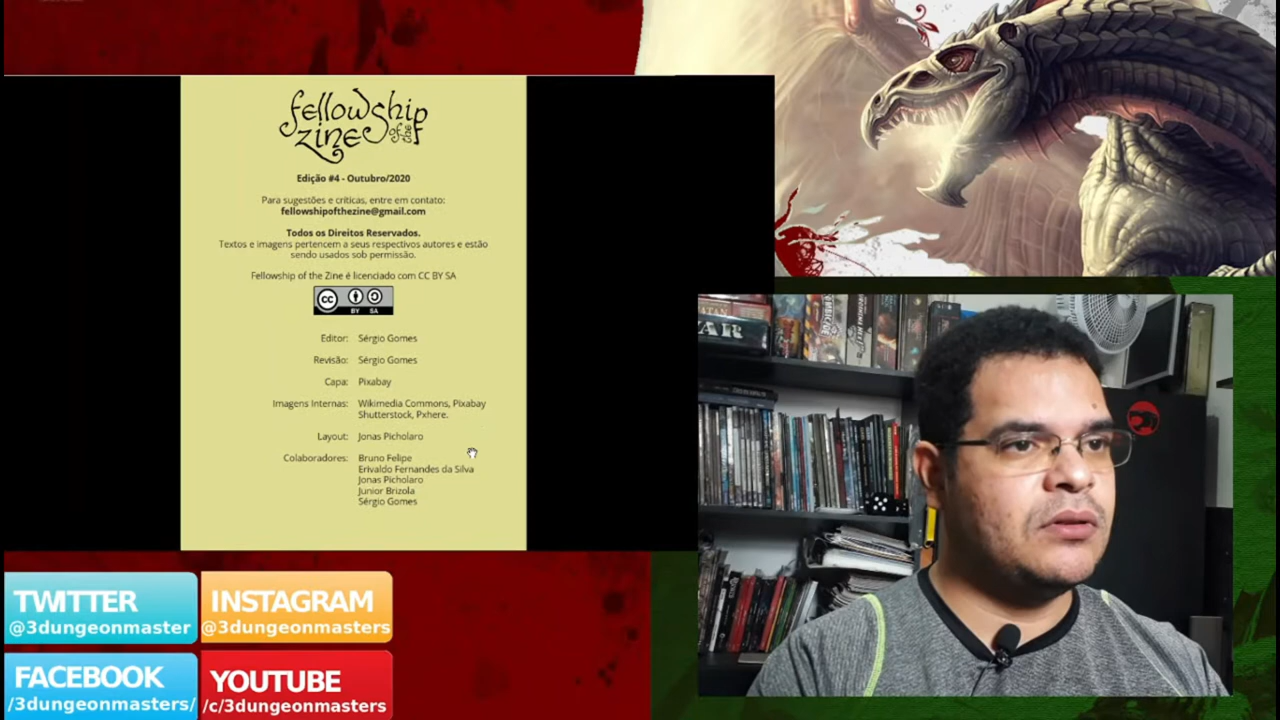 fellowship
of the
zine
Edição #4 - Outubro/2020
Para sugestões e críticas, entre em contato:
fellowshipofthezine@gmail.com
Todos os Direitos Reservados.
Textos e imagens pertencem a seus respectivos autores e estão
sendo usados sob permissão.
Fellowship of the Zine é licenciado com CC BY SA
cc
BY SA
Editor: Sérgio Gomes
Revisão: Sérgio Gomes
Capa: Pixabay
Imagens Internas: Wikimedia Commons, Pixabay
Shutterstock, Pxhere.
Layout: Jonas Picholaro
Colaboradores: Bruno Felipe
Erivaldo Fernandes da Silva
Jonas Picholaro
Junior Brizola
Sérgio Gomes
TWITTER
@3dungeonmaster
INSTAGRAM
@3dungeonmasters
FACEBOOK
/3dungeonmasters/
YOUTUBE
/c/3dungeonmasters